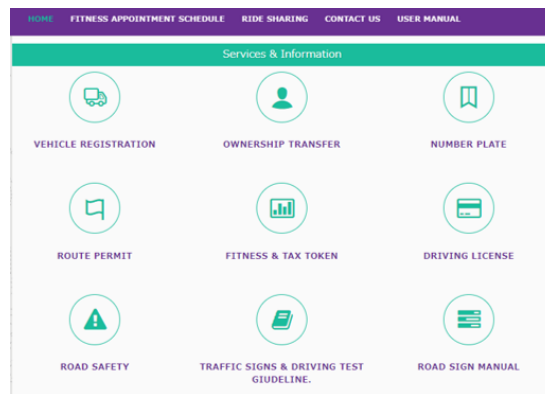 HOME FITNESS APPOINTMENT SCHEDULE RIDE SHARING CONTACT US USER MANUAL
Services & Information
VEHICLE REGISTRATION OWNERSHIP TRANSFER NUMBER PLATE
ROUTE PERMIT FITNESS & TAX TOKEN DRIVING LICENSE
ROAD SAFETY TRAFFIC SIGNS & DRIVING TEST ROAD SIGN MANUAL
GIUDELINE.